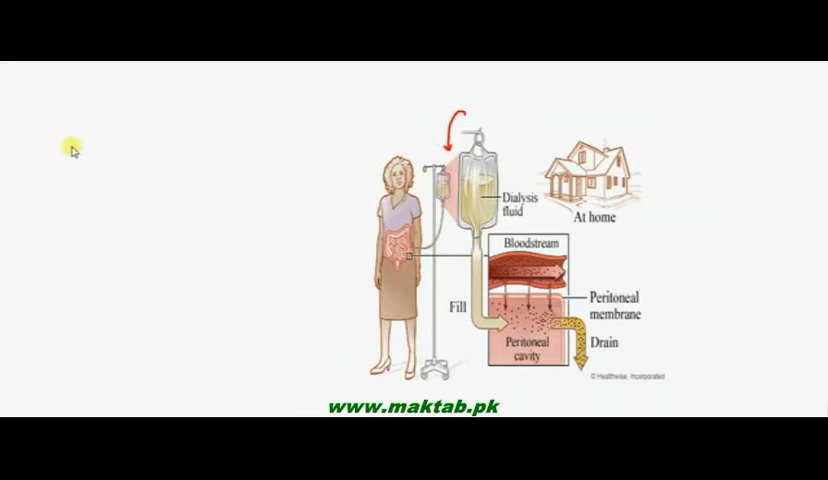 Dialysis
fluid
At home
Bloodstream
Peritoneal
membrane
Fill
Drain
Peritoneal
cavity
© Healthwise, Incorporated
www.maktab.pk